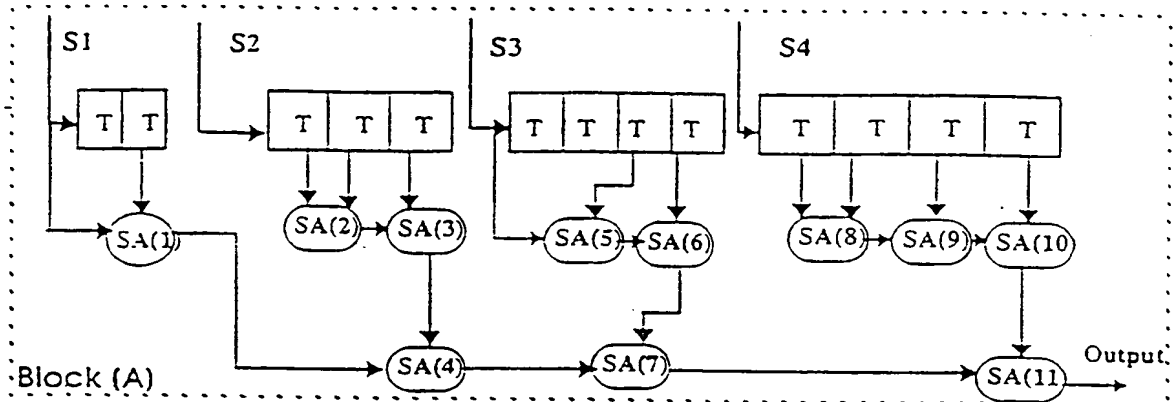 S1 S2 S3 S4
T T T T T T T T T T T T T
SA(1) SA(2) SA(3) SA(5) SA(6) SA(8) SA(9) SA(10)
SA(4) SA(7) SA(11) Output
Block (A)